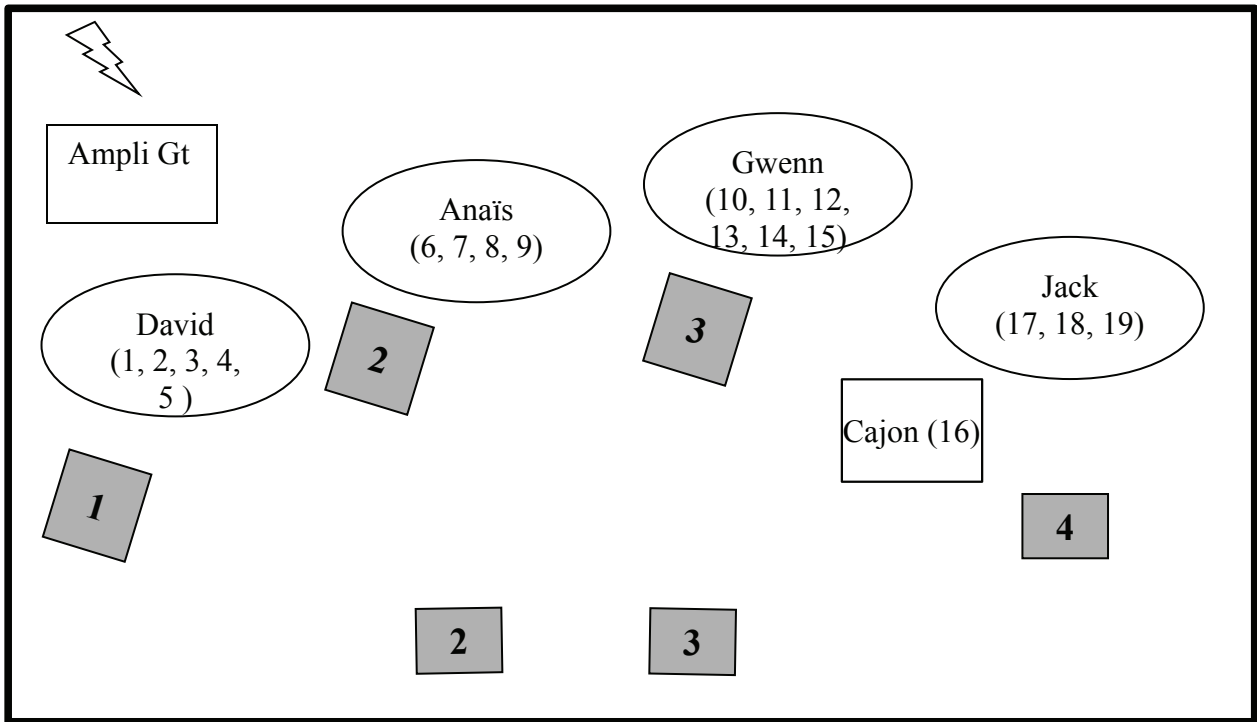 Ampli Gt
Gwenn
(10, 11, 12,
13, 14, 15)
Anaïs
(6, 7, 8, 9)
Jack
(17, 18, 19)
David
(1, 2, 3, 4,
5 )
2
3
Cajon (16)
1
4
2
3